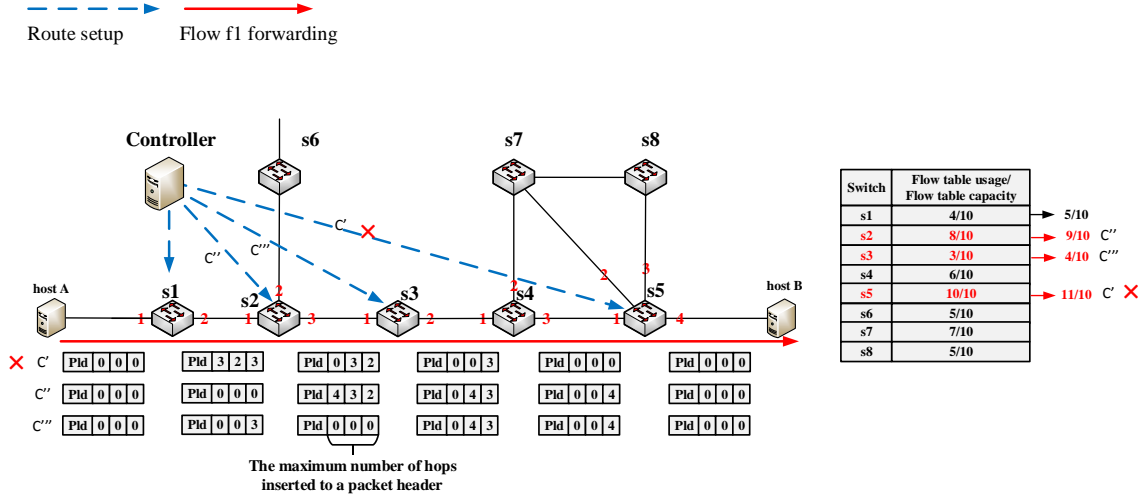 Route setup
Flow f1 forwarding
Controller
s6
s7
s8
C'
C''
C'''
host A
s1
s2
s3
s4
s5
host B
1 2 1 2 3 1 2 1 2 3 1 2 3 4
C' Pld 0 0 0 Pld 3 2 3 Pld 0 3 2 Pld 0 0 3 Pld 0 0 0 Pld 0 0 0
C'' Pld 0 0 0 Pld 0 0 0 Pld 4 3 2 Pld 0 4 3 Pld 0 0 4 Pld 0 0 0
C''' Pld 0 0 0 Pld 0 0 3 Pld 0 0 0 Pld 0 4 3 Pld 0 0 4 Pld 0 0 0
The maximum number of hops
inserted to a packet header
Switch Flow table usage/
Flow table capacity
s1 4/10 5/10
s2 8/10 9/10 C''
s3 3/10 4/10 C'''
s4 6/10
s5 10/10 11/10 C'
s6 5/10
s7 7/10
s8 5/10